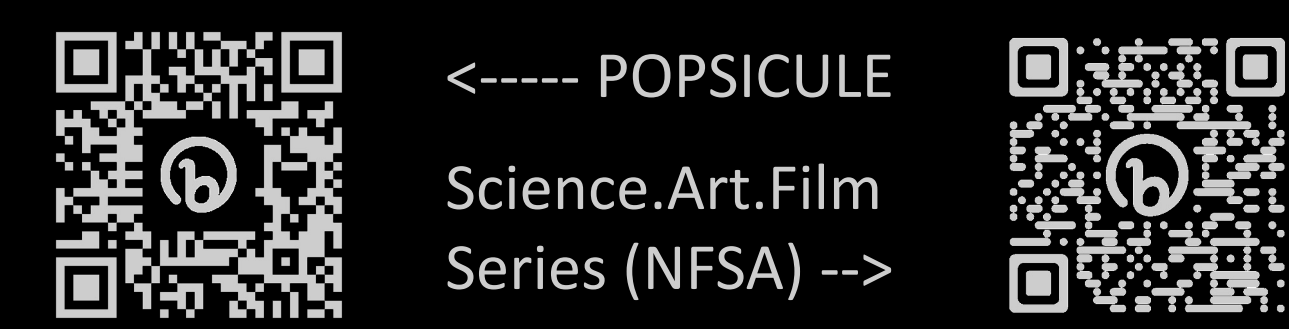 <----- POPSICULE
Science.Art.Film
Series (NFSA) -->